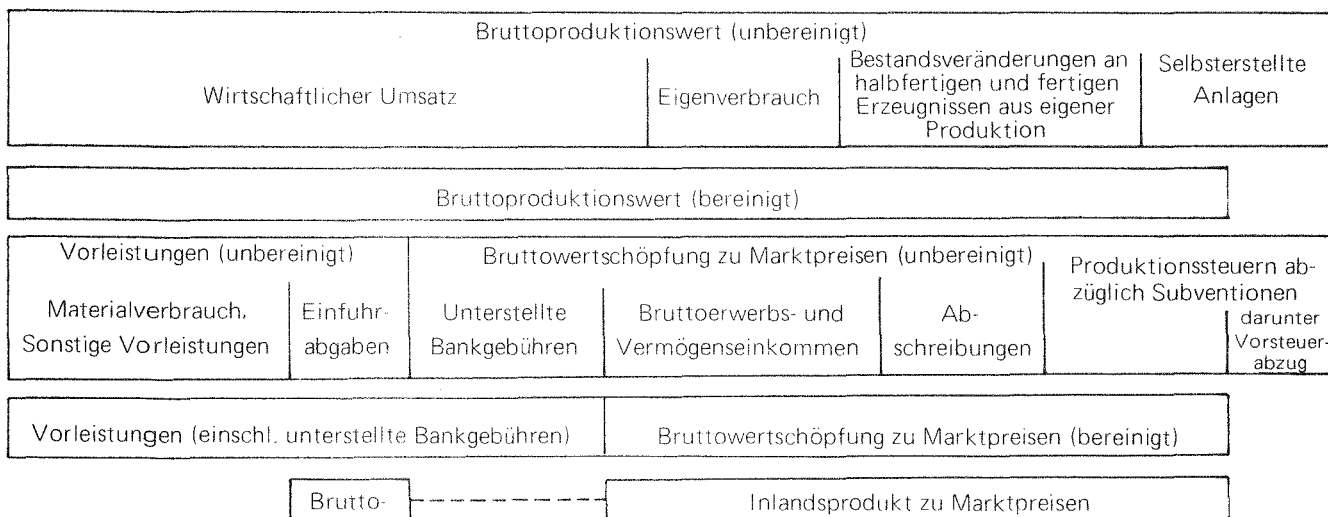 Bruttoproduktionswert (unbereinigt)
Wirtschaftlicher Umsatz
Eigenverbrauch
Bestandsveränderungen an
halbfertigen und fertigen
Erzeugnissen aus eigener
Produktion
Selbsterstellte
Anlagen
Bruttoproduktionswert (bereinigt)
Vorleistungen (unbereinigt)
Bruttowertschöpfung zu Marktpreisen (unbereinigt)
Materialverbrauch,
Sonstige Vorleistungen
Einfuhr-
abgaben
Unterstellte
Bankgebühren
Bruttoerwerbs- und
Vermögenseinkommen
Ab-
schreibungen
Produktionssteuern ab-
züglich Subventionen
darunter
Vorsteuer-
abzug
Vorleistungen (einschl. unterstellte Bankgebühren)
Bruttowertschöpfung zu Marktpreisen (bereinigt)
Brutto-
Inlandsprodukt zu Marktpreisen